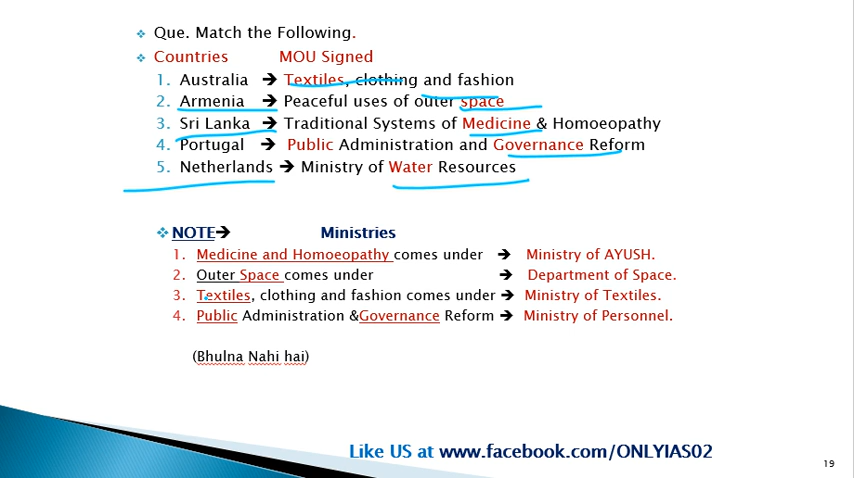 Que. Match the Following.
Countries MOU Signed
1. Australia → Textiles, clothing and fashion
2. Armenia → Peaceful uses of outer space
3. Sri Lanka → Traditional Systems of Medicine & Homoeopathy
4. Portugal → Public Administration and Governance Reform
5. Netherlands → Ministry of Water Resources
NOTE→ Ministries
1. Medicine and Homoeopathy comes under → Ministry of AYUSH.
2. Outer Space comes under → Department of Space.
3. Textiles, clothing and fashion comes under → Ministry of Textiles.
4. Public Administration &Governance Reform → Ministry of Personnel.
(Bhulna Nahi hai)
Like US at www.facebook.com/ONLYIAS02
19